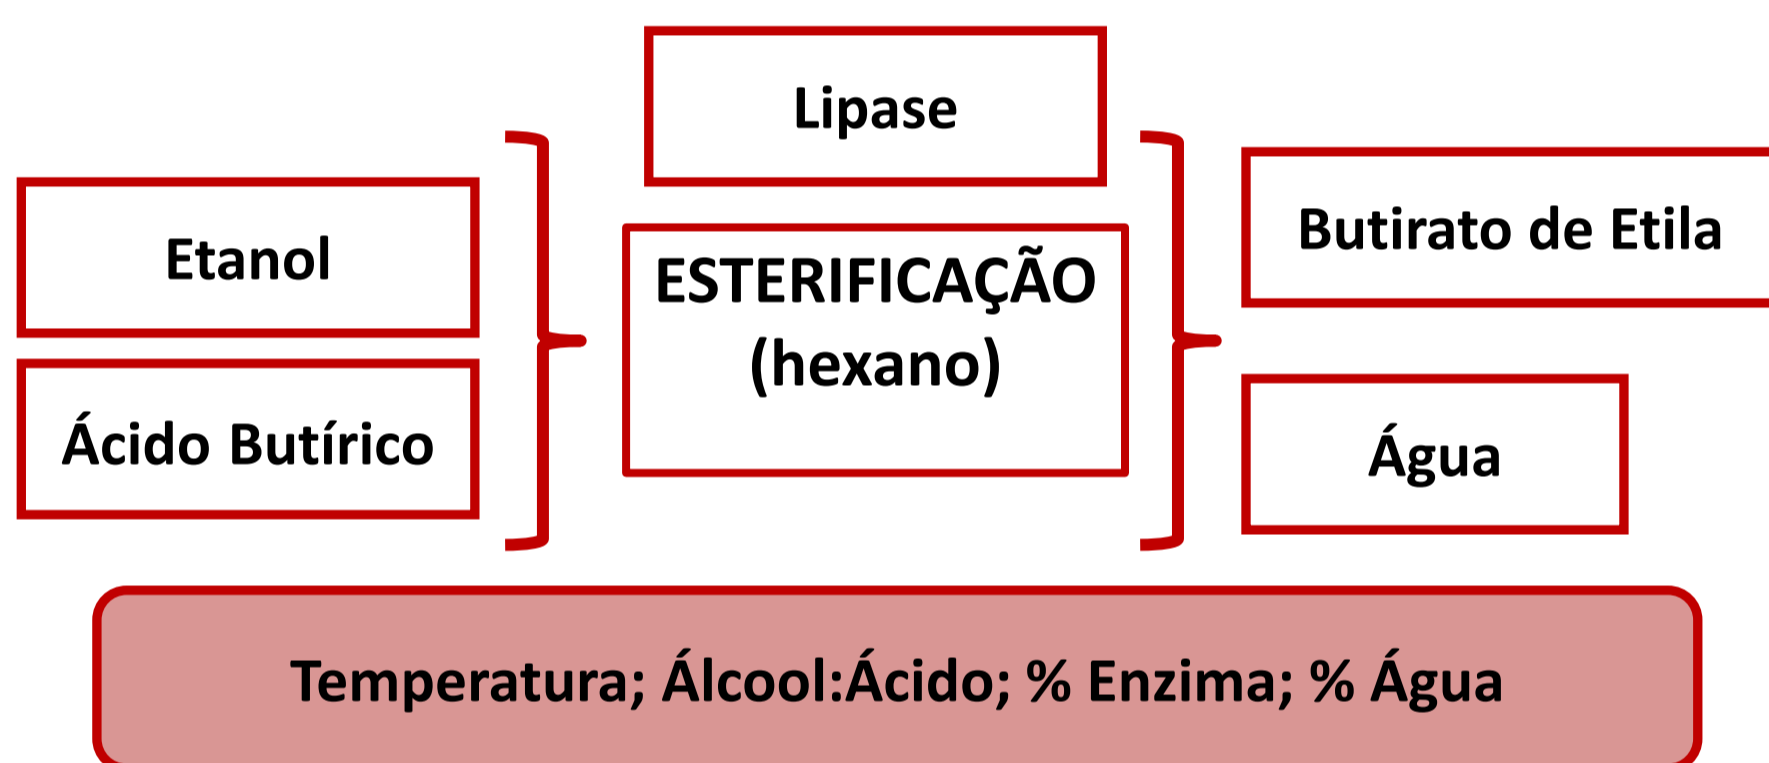 Etanol
Ácido Butírico
Lipase
ESTERIFICAÇÃO
(hexano)
Butirato de Etila
Água
Temperatura; Álcool:Ácido; % Enzima; % Água